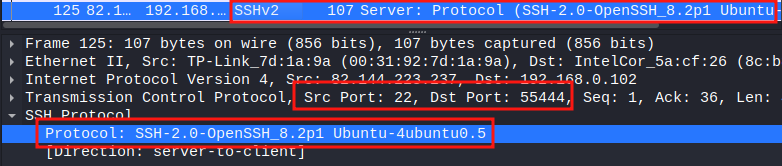 125 82.1… 192.168.… SSHv2 107 Server: Protocol (SSH-2.0-OpenSSH_8.2p1 Ubuntu-
Frame 125: 107 bytes on wire (856 bits), 107 bytes captured (856 bits)
Ethernet II, Src: TP-Link_7d:1a:9a (00:31:92:7d:1a:9a), Dst: IntelCor_5a:cf:26 (8c:b
Internet Protocol Version 4, Src: 82.144.223.237, Dst: 192.168.0.102
Transmission Control Protocol, Src Port: 22, Dst Port: 55444, Seq: 1, Ack: 36, Len:
SSH Protocol
Protocol: SSH-2.0-OpenSSH_8.2p1 Ubuntu-4ubuntu0.5
[Direction: server-to-client]